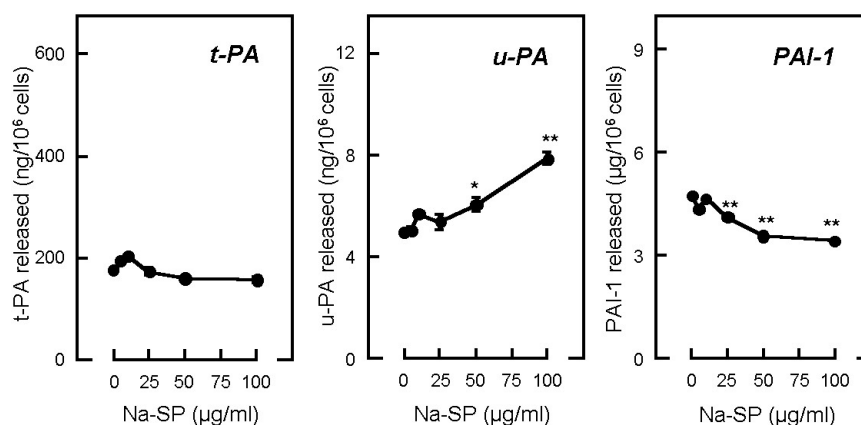 t-PA
t-PA released (ng/10⁶ cells)
600
400
200
0
0 25 50 75 100
Na-SP (µg/ml)
u-PA
u-PA released (ng/10⁶ cells)
12
8
4
0
*
**
0 25 50 75 100
Na-SP (µg/ml)
PAI-1
PAI-1 released (µg/10⁶ cells)
9
6
3
0
**
**
**
0 25 50 75 100
Na-SP (µg/ml)